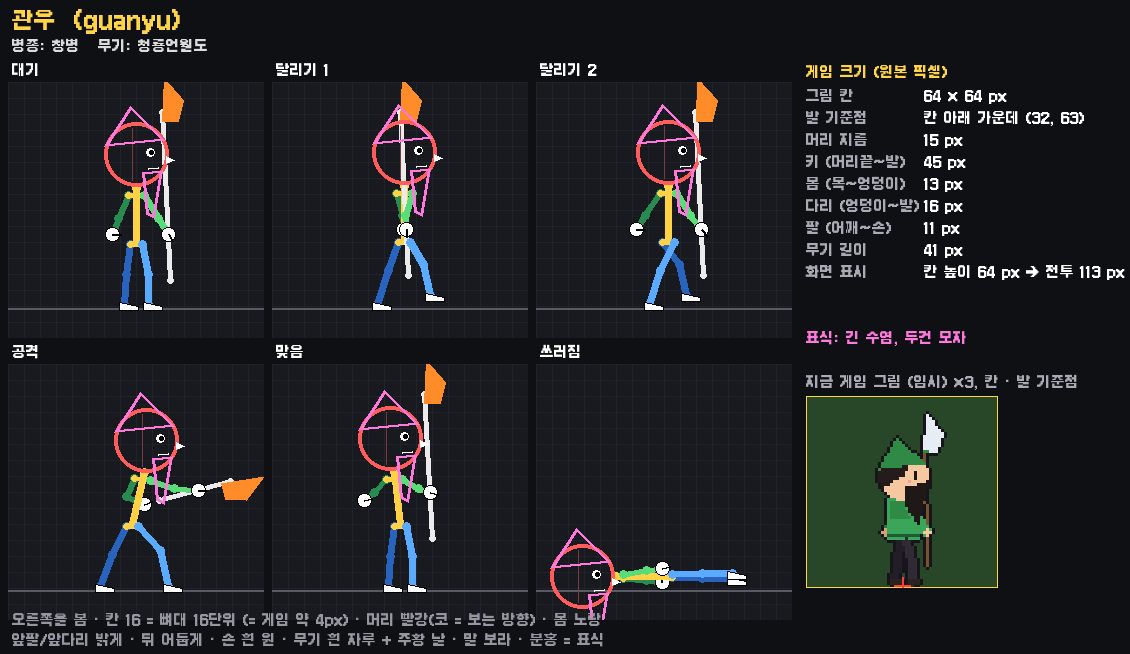 관우 (guanyu)
병종: 창병 무기: 청룡언월도
대기
달리기 1
달리기 2
공격
맞음
쓰러짐
게임 크기 (원본 픽셀)
그림 칸 64 × 64 px
발 기준점 칸 아래 가운데 (32, 63)
머리 지름 15 px
키 (머리끝~발) 45 px
몸 (목~엉덩이) 13 px
다리 (엉덩이~발) 16 px
팔 (어깨~손) 11 px
무기 길이 41 px
화면 표시 칸 높이 64 px → 전투 113 px
표식: 긴 수염, 두건 모자
지금 게임 그림 (임시) ×3, 칸 · 발 기준점
오른쪽을 봄 · 칸 16 = 뼈대 16단위 (= 게임 약 4px) · 머리 빨강(코 = 보는 방향) · 몸 노랑
앞팔/앞다리 밝게 · 뒤 어둡게 · 손 흰 원 · 무기 흰 자루 + 주황 날 · 말 보라 · 분홍 = 표식